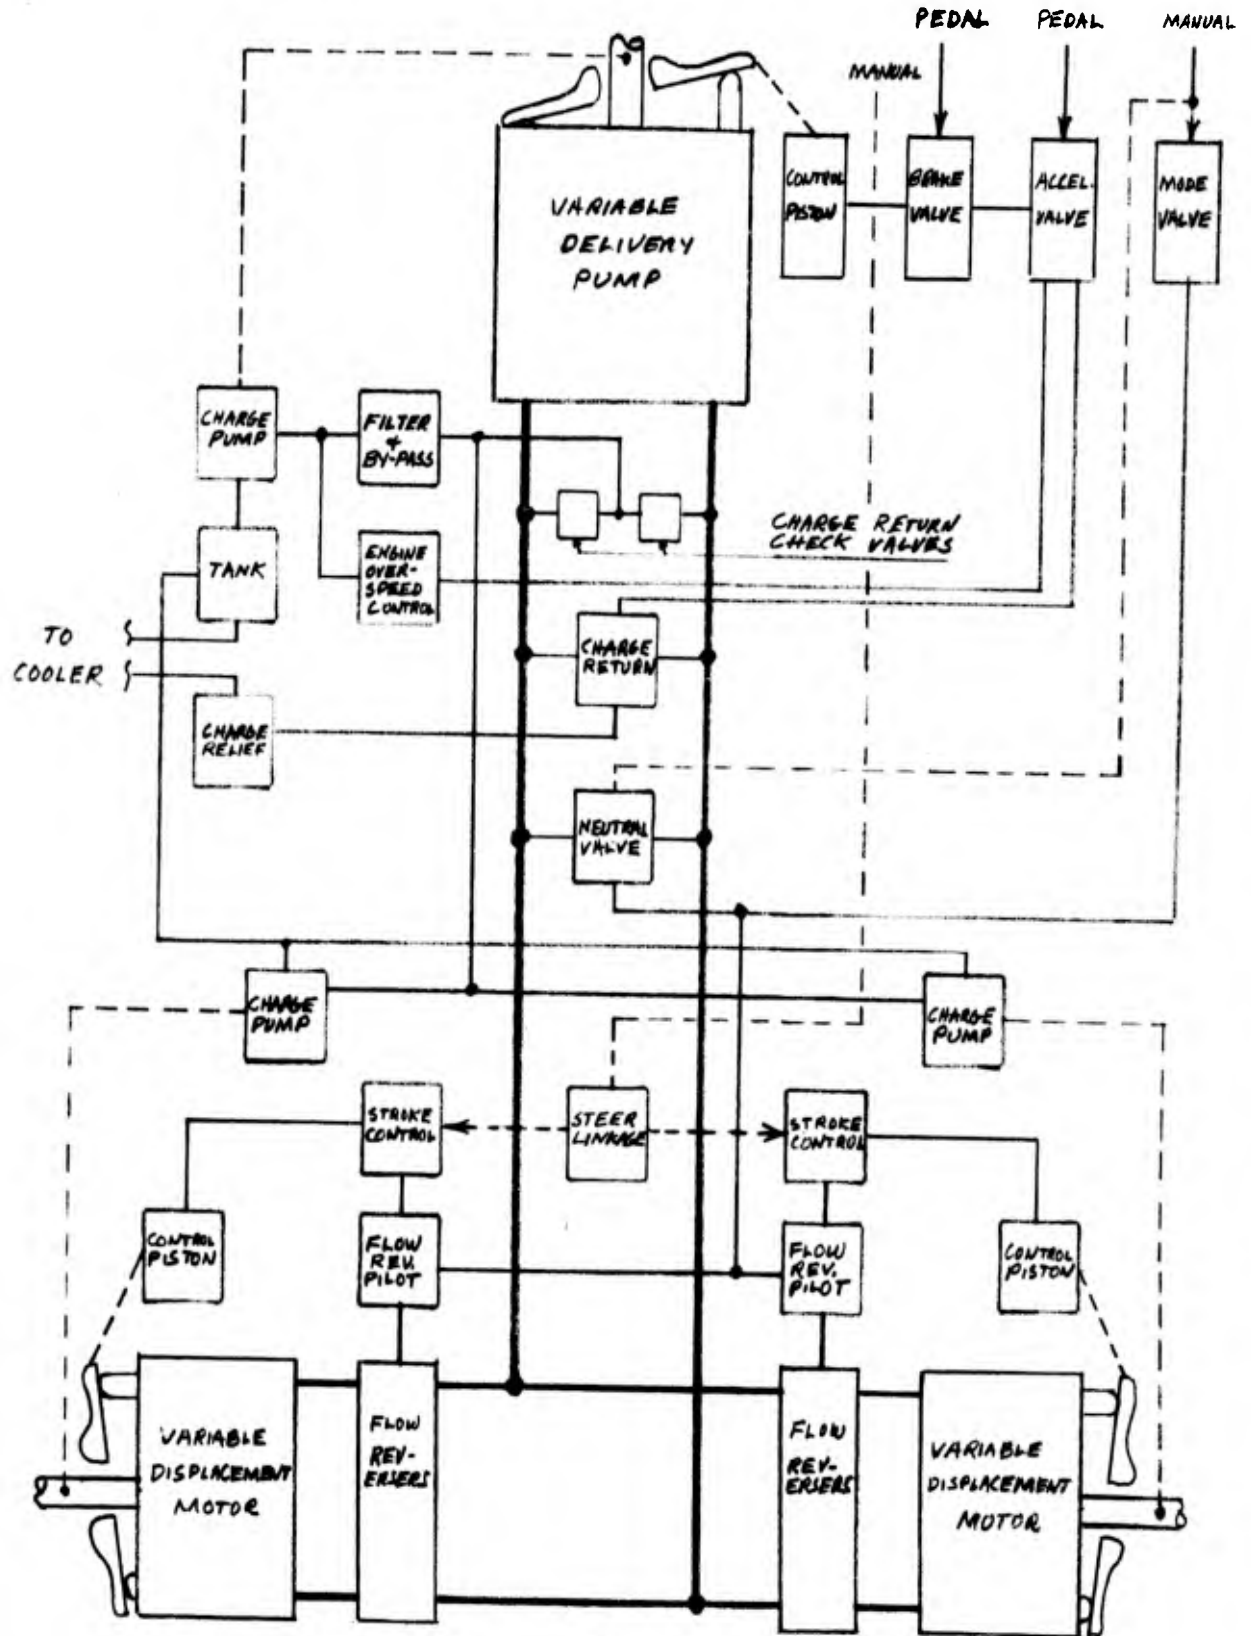 PEDAL
PEDAL
MANUAL
MANUAL
VARIABLE
DELIVERY
PUMP
CONTROL
PISTON
BRAKE
VALVE
ACCEL.
VALVE
MODE
VALVE
CHARGE
PUMP
FILTER
+
BY-PASS
CHARGE RETURN
CHECK VALVES
TANK
ENGINE
OVER-
SPEED
CONTROL
TO
COOLER
CHARGE
RETURN
CHARGE
RELIEF
NEUTRAL
VALVE
CHARGE
PUMP
CHARGE
PUMP
STROKE
CONTROL
STEER
LINKAGE
STROKE
CONTROL
CONTROL
PISTON
FLOW
REV.
PILOT
FLOW
REV.
PILOT
CONTROL
PISTON
VARIABLE
DISPLACEMENT
MOTOR
FLOW
REV-
ERSERS
FLOW
REV-
ERSERS
VARIABLE
DISPLACEMENT
MOTOR